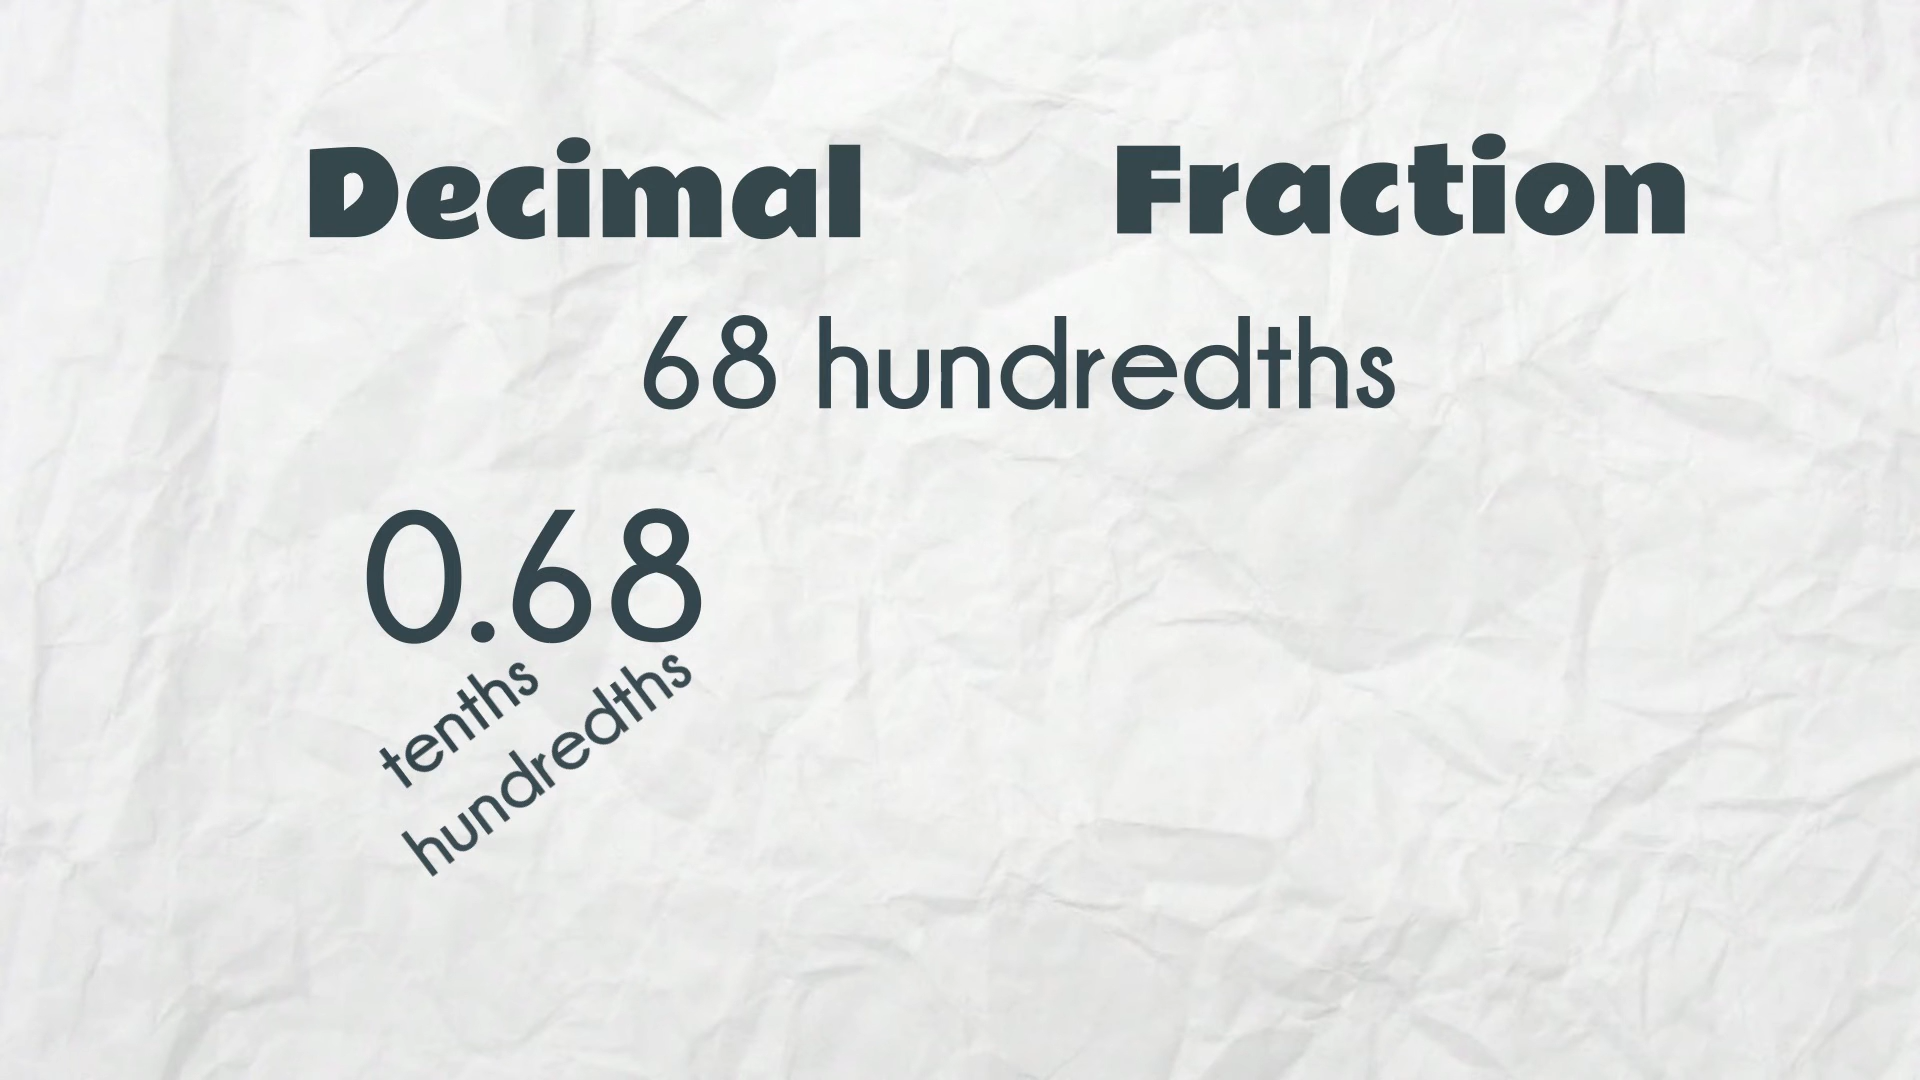 Decimal Fraction
68 hundredths
0.68
tenths
hundredths